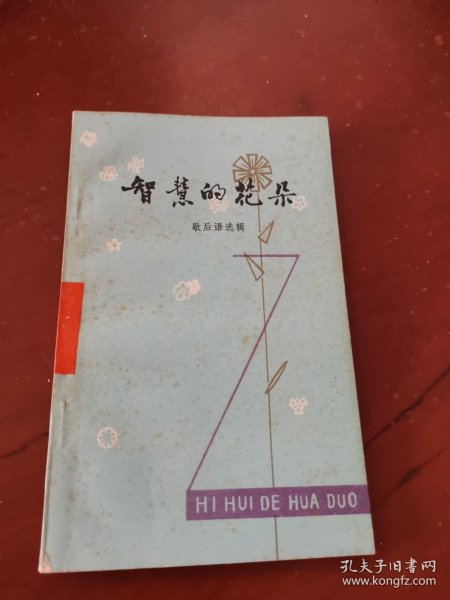 智慧的花朵
歇后语选辑
Z
HI HUI DE HUA DUO
孔夫子旧书网
www.kongfz.com